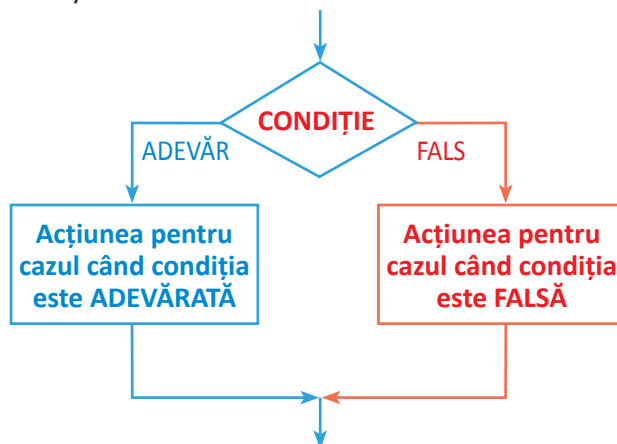 CONDIȚIE
ADEVĂR
FALS
Acțiunea pentru
cazul când condiția
este ADEVĂRATĂ
Acțiunea pentru
cazul când condiția
este FALSĂ